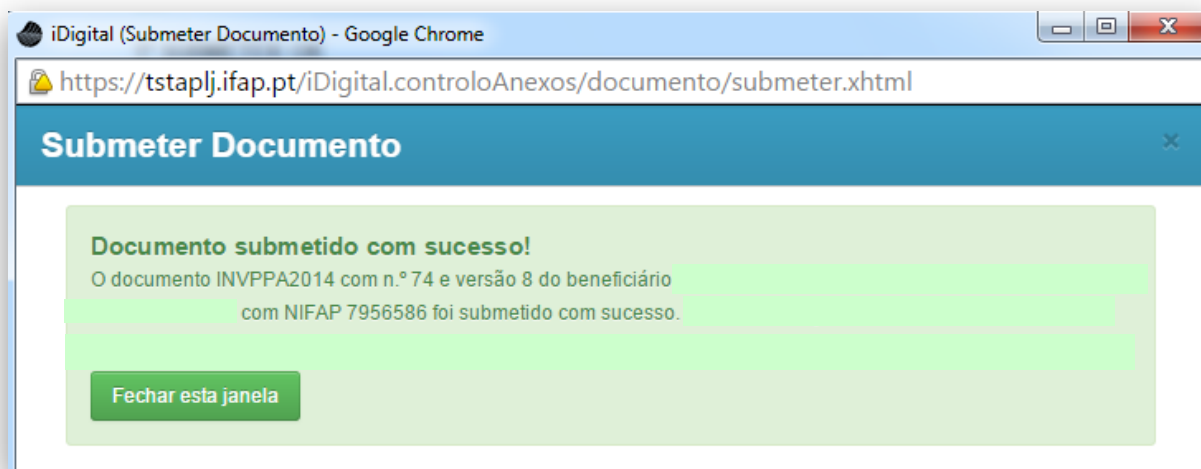 iDigital (Submeter Documento) - Google Chrome
https://tstaplj.ifap.pt/iDigital.controloAnexos/documento/submeter.xhtml
Submeter Documento
Documento submetido com sucesso!
O documento INVPPA2014 com n.º 74 e versão 8 do beneficiário
com NIFAP 7956586 foi submetido com sucesso.
Fechar esta janela